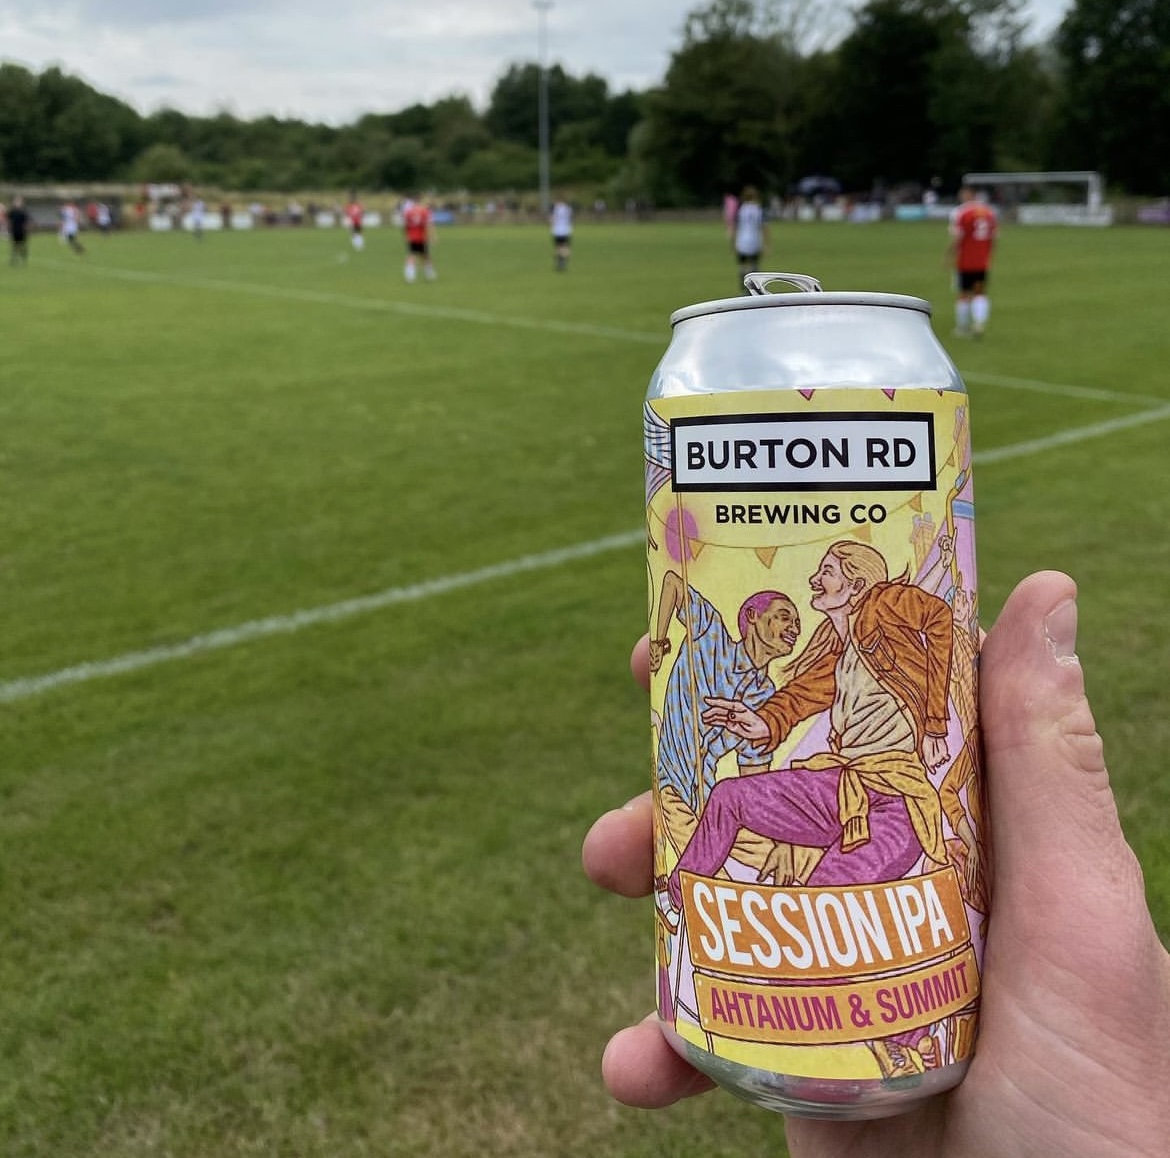 BURTON RD
BREWING CO
SESSION IPA
AHTANUM & SUMMIT